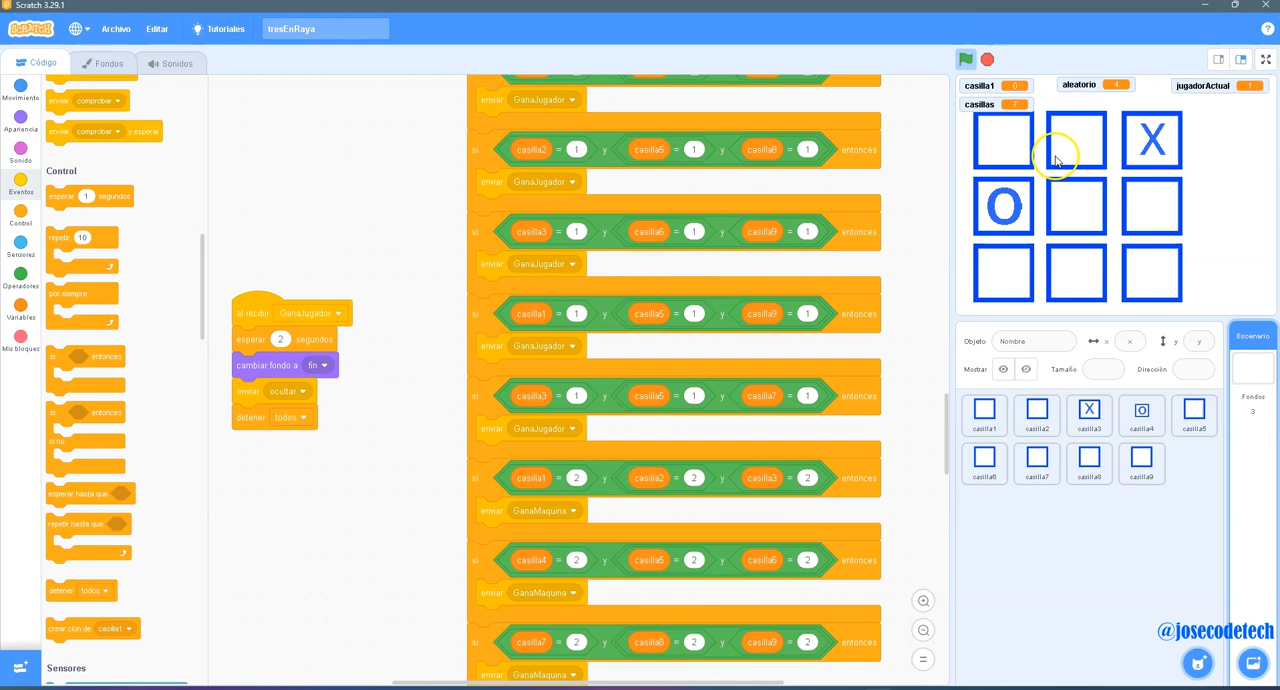 Scratch 3.29.1
SCRATCH Archivo Editar Tutoriales tresEnRaya ?
Código Fondos Sonidos
Movimiento
Apariencia
Sonido
Eventos
Control
Sensores
Operadores
Variables
Mis bloques
enviar comprobar
enviar comprobar y esperar
Control
esperar 1 segundos
repetir 10
por siempre
si entonces
si entonces
si no
esperar hasta que
repetir hasta que
detener todos
crear clon de casilla1
Sensores
al recibir GanaJugador
esperar 2 segundos
cambiar fondo a fin
enviar ocultar
detener todos
enviar GanaJugador
si casilla2 = 1 y casilla5 = 1 y casilla8 = 1 entonces
enviar GanaJugador
si casilla3 = 1 y casilla6 = 1 y casilla9 = 1 entonces
enviar GanaJugador
si casilla1 = 1 y casilla5 = 1 y casilla9 = 1 entonces
enviar GanaJugador
si casilla3 = 1 y casilla5 = 1 y casilla7 = 1 entonces
enviar GanaJugador
si casilla1 = 2 y casilla2 = 2 y casilla3 = 2 entonces
enviar GanaMaquina
si casilla4 = 2 y casilla5 = 2 y casilla6 = 2 entonces
enviar GanaMaquina
si casilla7 = 2 y casilla8 = 2 y casilla9 = 2 entonces
enviar GanaMaquina
casilla1 0 aleatorio 4 jugadorActual 1
casillas 7
X
O
Objeto Nombre x x y y
Mostrar Tamaño Dirección
Escenario
Fondos
3
X O
casilla1 casilla2 casilla3 casilla4 casilla5
casilla6 casilla7 casilla8 casilla9
@josecodetech